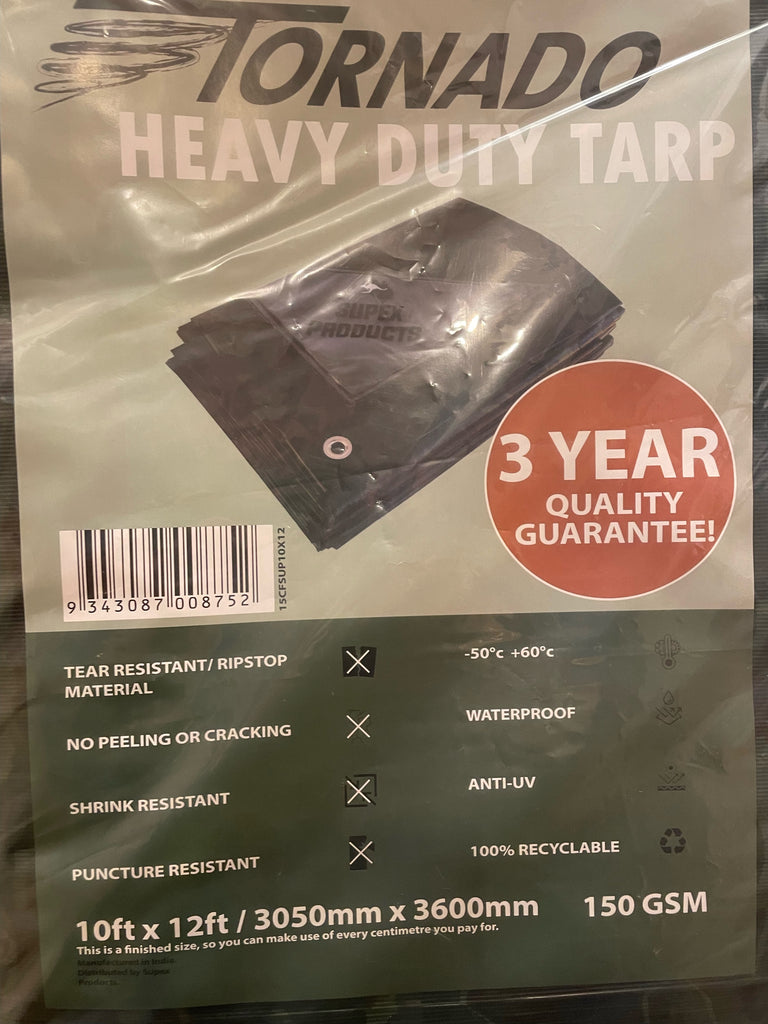 TORNADO
HEAVY DUTY TARP
SUPEX
PRODUCTS
3 YEAR
QUALITY
GUARANTEE!
9 343087 008752
15CFSUP10X12
TEAR RESISTANT/ RIPSTOP
MATERIAL
NO PEELING OR CRACKING
SHRINK RESISTANT
PUNCTURE RESISTANT
-50°c +60°c
WATERPROOF
ANTI-UV
100% RECYCLABLE
10ft x 12ft / 3050mm x 3600mm
150 GSM
This is a finished size, so you can make use of every centimetre you pay for.
Manufactured in India.
Distributed by Supex
Products.